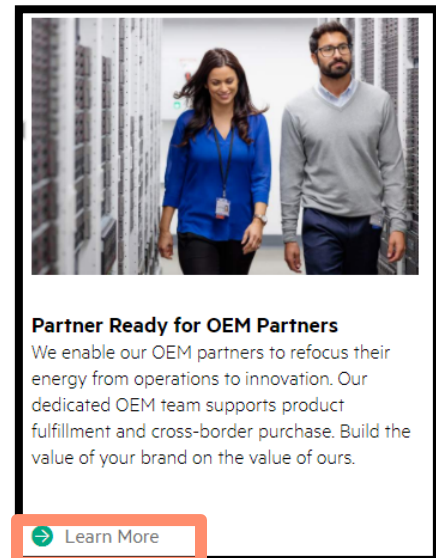 Partner Ready for OEM Partners
We enable our OEM partners to refocus their
energy from operations to innovation. Our
dedicated OEM team supports product
fulfillment and cross-border purchase. Build the
value of your brand on the value of ours.
Learn More